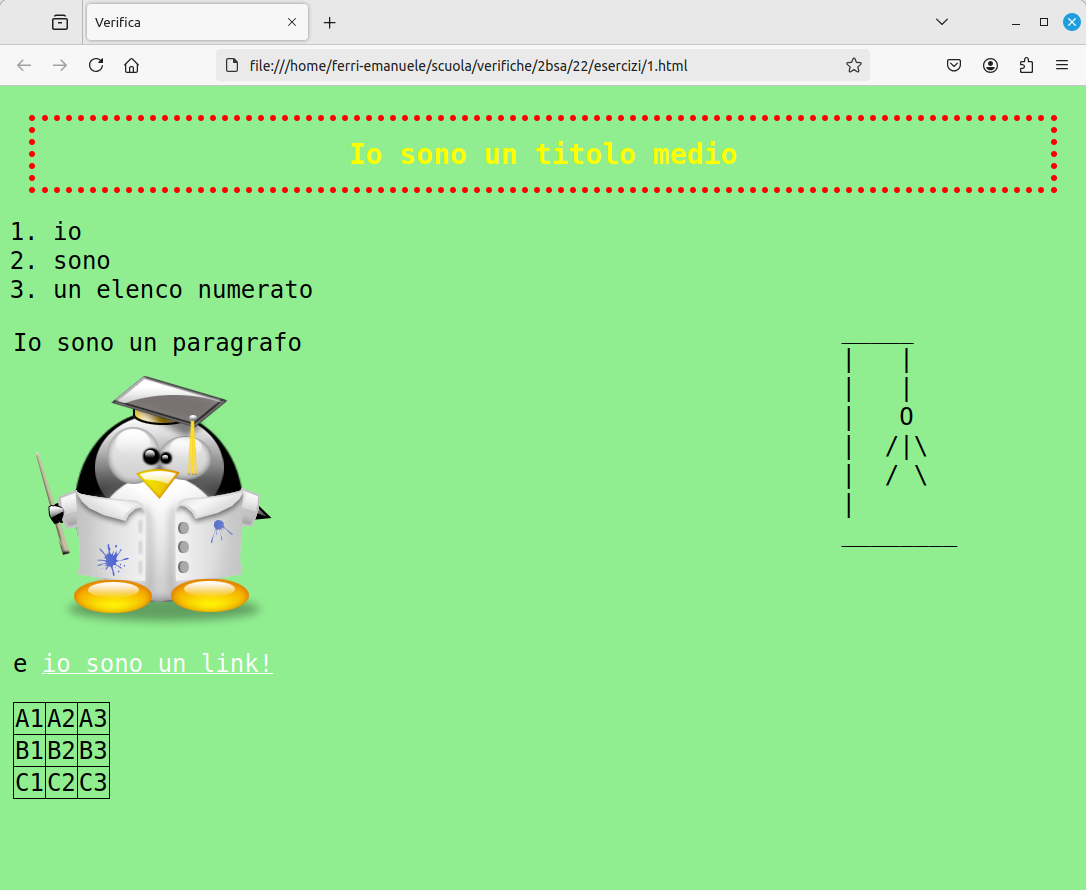 Verifica
file:///home/ferri-emanuele/scuola/verifiche/2bsa/22/esercizi/1.html
Io sono un titolo medio
1. io
2. sono
3. un elenco numerato
Io sono un paragrafo
_____
|   |
|   |
|   O
|  /|\
|  / \
|
________
e io sono un link!
A1 A2 A3
B1 B2 B3
C1 C2 C3